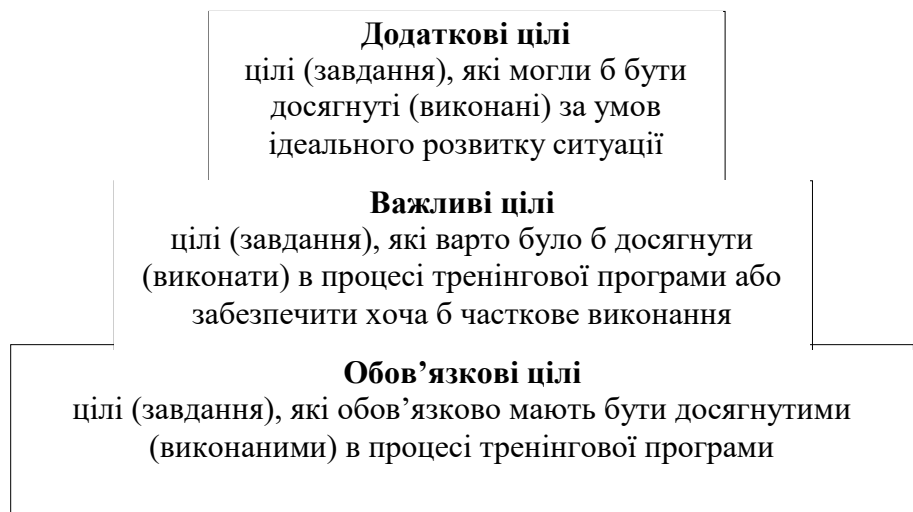 Додаткові цілі
цілі (завдання), які могли б бути
досягнуті (виконані) за умов
ідеального розвитку ситуації
Важливі цілі
цілі (завдання), які варто було б досягнути
(виконати) в процесі тренінгової програми або
забезпечити хоча б часткове виконання
Обов’язкові цілі
цілі (завдання), які обов’язково мають бути досягнутими
(виконаними) в процесі тренінгової програми